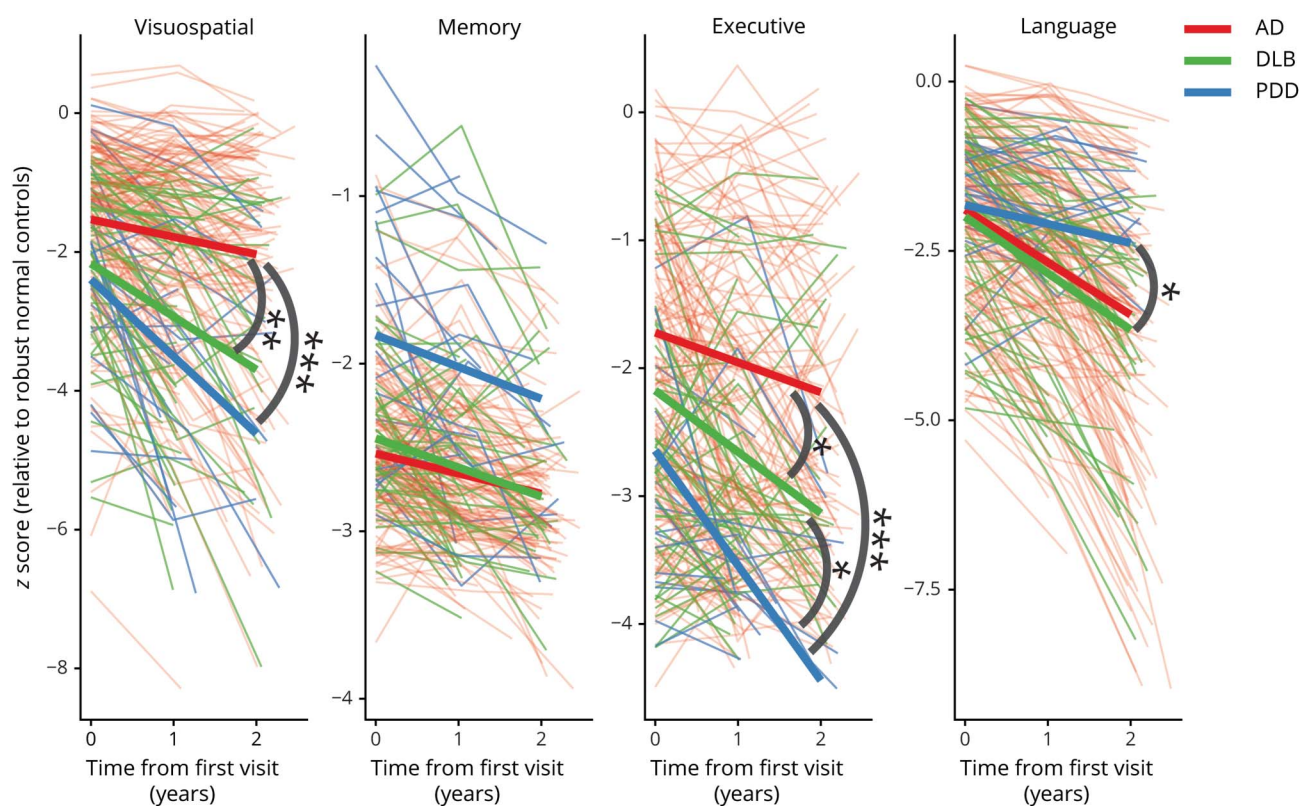 Visuospatial
Memory
Executive
Language
AD
DLB
PDD
z score (relative to robust normal controls)
0
−2
−4
−6
−8
−1
−2
−3
−4
0
−1
−2
−3
−4
0.0
−2.5
−5.0
−7.5
**
***
*
*
***
*
0 1 2
0 1 2
0 1 2
0 1 2
Time from first visit
(years)
Time from first visit
(years)
Time from first visit
(years)
Time from first visit
(years)